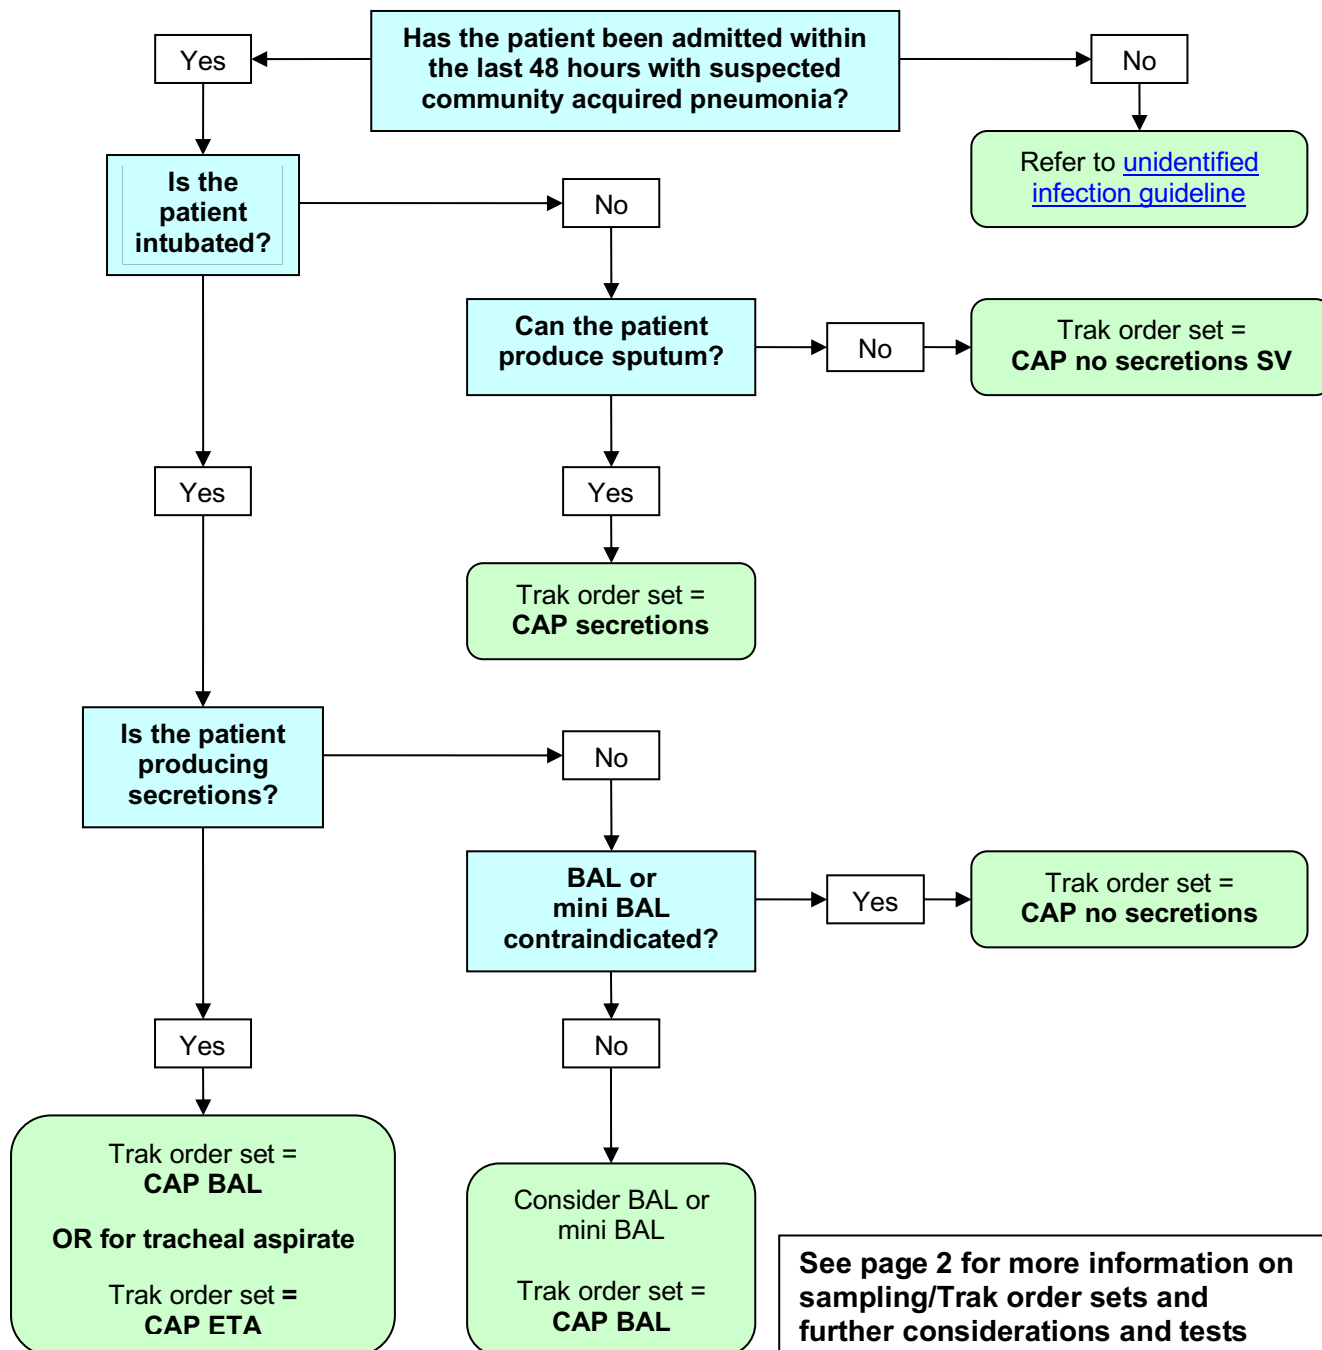 Has the patient been admitted within
the last 48 hours with suspected
community acquired pneumonia?
Yes
No
Refer to unidentified
infection guideline
Is the
patient
intubated?
No
Can the patient
produce sputum?
No
Trak order set =
CAP no secretions SV
Yes
Yes
Trak order set =
CAP secretions
Is the patient
producing
secretions?
No
BAL or
mini BAL
contraindicated?
Yes
Trak order set =
CAP no secretions
Yes
No
Trak order set =
CAP BAL
OR for tracheal aspirate
Trak order set =
CAP ETA
Consider BAL or
mini BAL
Trak order set =
CAP BAL
See page 2 for more information on
sampling/Trak order sets and
further considerations and tests